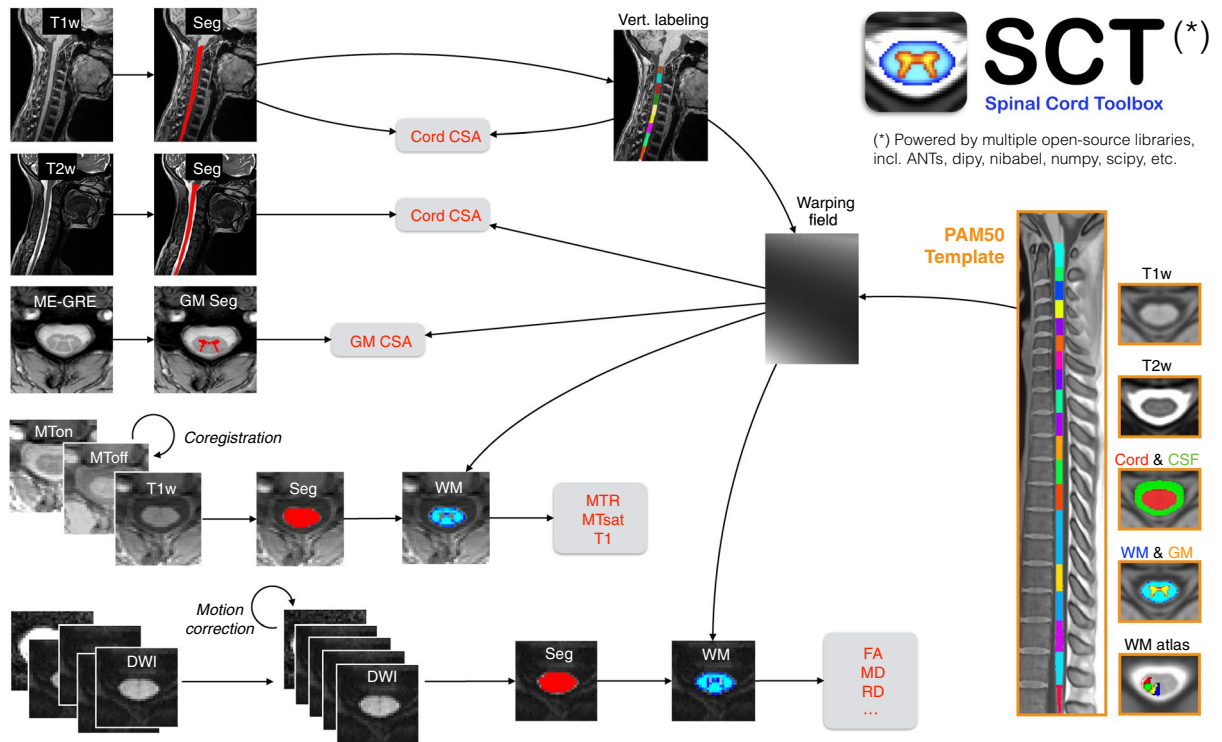 T1w
Seg
Vert. labeling
SCT(*)
Spinal Cord Toolbox
(*) Powered by multiple open-source libraries,
incl. ANTs, dipy, nibabel, numpy, scipy, etc.
Cord CSA
T2w
Seg
Cord CSA
Warping
field
PAM50
Template
T1w
ME-GRE
GM Seg
GM CSA
T2w
MTon
MToff
T1w
Coregistration
Seg
WM
MTR
MTsat
T1
Cord & CSF
WM & GM
Motion
correction
DWI
DWI
Seg
WM
FA
MD
RD
...
WM atlas